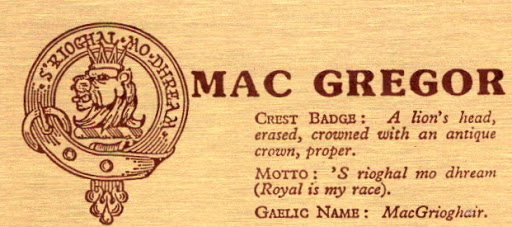 'S·RIOGHAL·MO·DHREAM
MAC GREGOR
CREST BADGE: A lion's head,
erased, crowned with an antique
crown, proper.
MOTTO: 'S rioghal mo dhream
(Royal is my race).
GAELIC NAME: MacGrioghair.